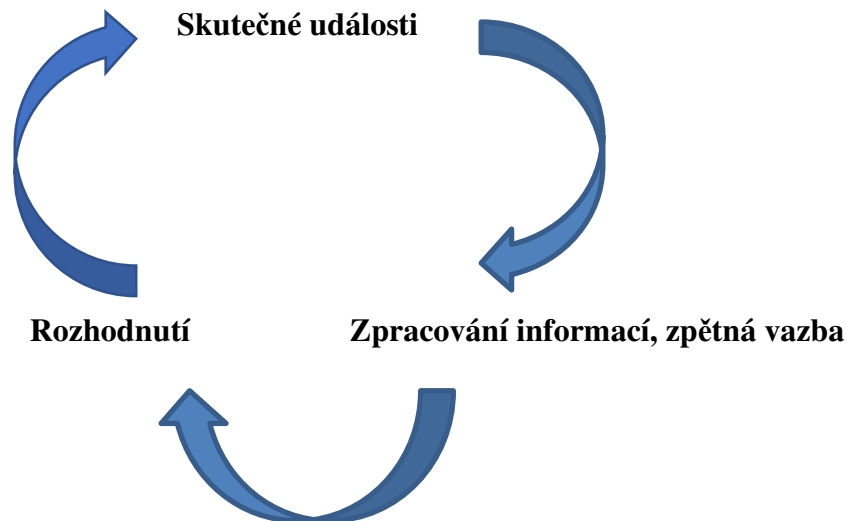 Skutečné události
Rozhodnutí
Zpracování informací, zpětná vazba